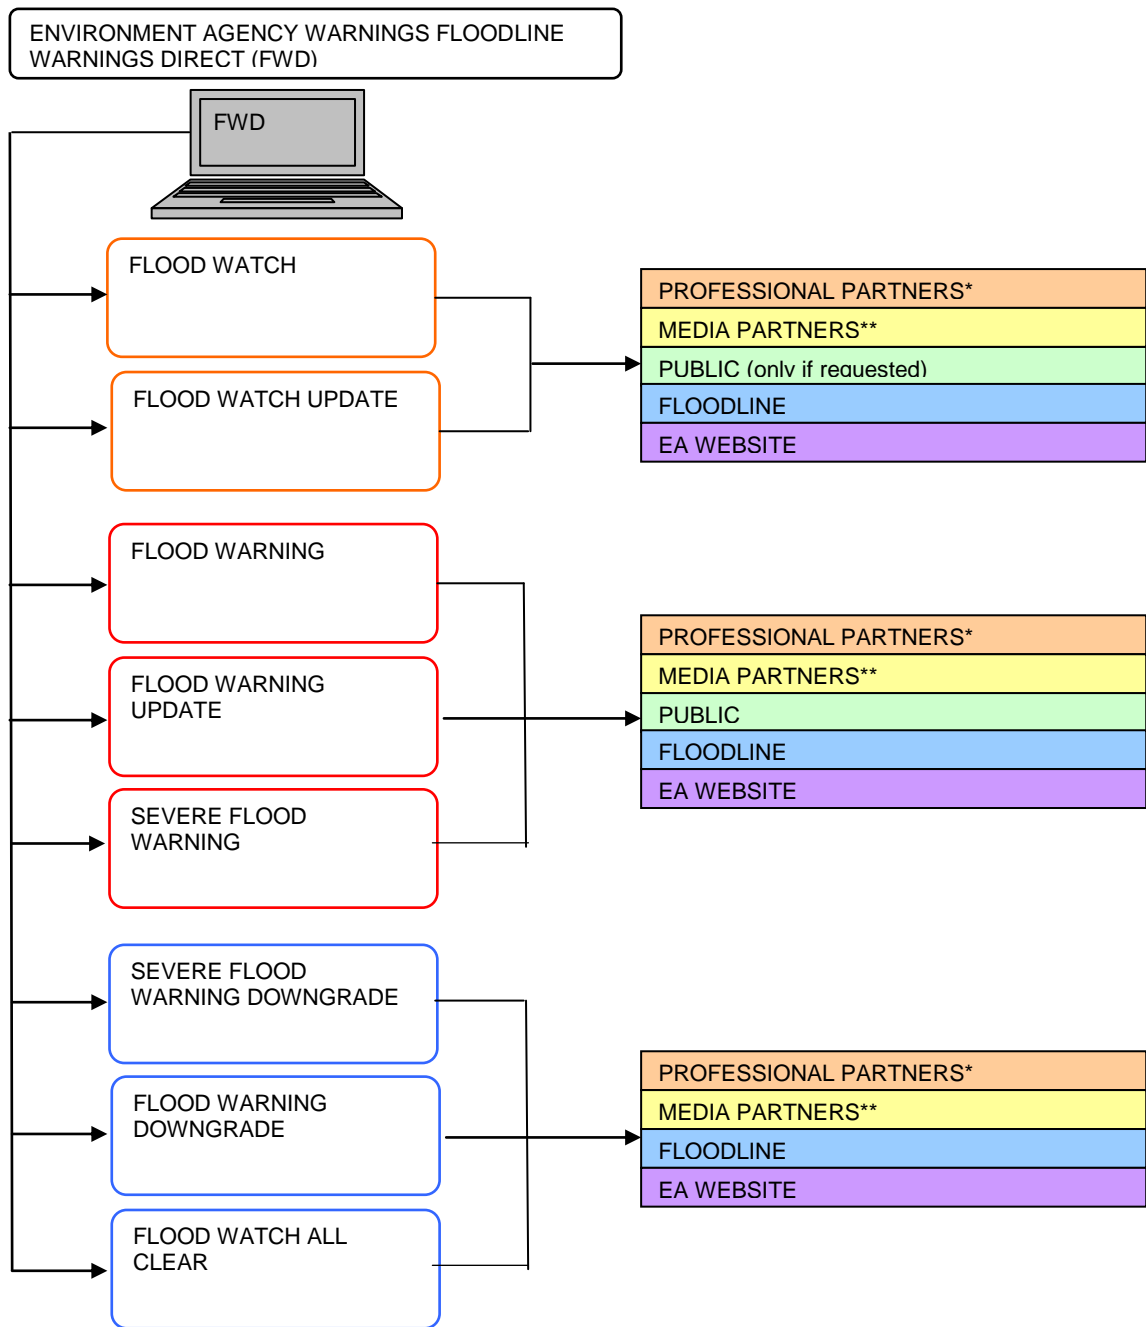 ENVIRONMENT AGENCY WARNINGS FLOODLINE
WARNINGS DIRECT (FWD)
FWD
FLOOD WATCH
FLOOD WATCH UPDATE
PROFESSIONAL PARTNERS*
MEDIA PARTNERS**
PUBLIC (only if requested)
FLOODLINE
EA WEBSITE
FLOOD WARNING
FLOOD WARNING
UPDATE
SEVERE FLOOD
WARNING
PROFESSIONAL PARTNERS*
MEDIA PARTNERS**
PUBLIC
FLOODLINE
EA WEBSITE
SEVERE FLOOD
WARNING DOWNGRADE
FLOOD WARNING
DOWNGRADE
FLOOD WATCH ALL
CLEAR
PROFESSIONAL PARTNERS*
MEDIA PARTNERS**
FLOODLINE
EA WEBSITE